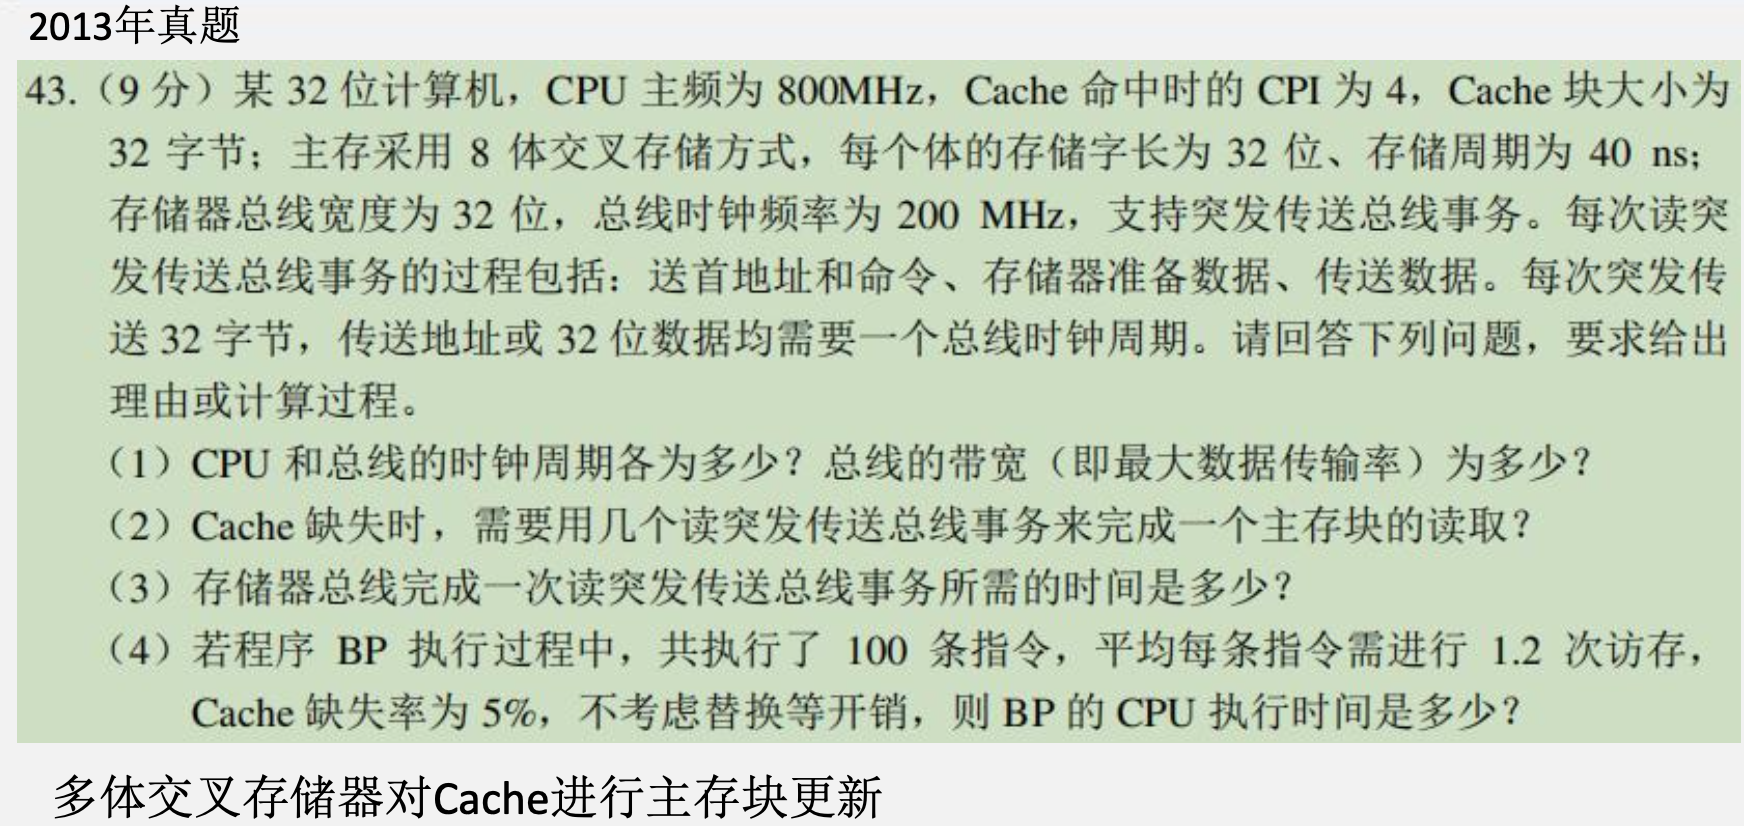 2013年真题
43.（9 分）某 32 位计算机，CPU 主频为 800MHz，Cache 命中时的 CPI 为 4，Cache 块大小为
32 字节；主存采用 8 体交叉存储方式，每个体的存储字长为 32 位、存储周期为 40 ns；
存储器总线宽度为 32 位，总线时钟频率为 200 MHz，支持突发传送总线事务。每次读突
发传送总线事务的过程包括：送首地址和命令、存储器准备数据、传送数据。每次突发传
送 32 字节，传送地址或 32 位数据均需要一个总线时钟周期。请回答下列问题，要求给出
理由或计算过程。
（1）CPU 和总线的时钟周期各为多少？总线的带宽（即最大数据传输率）为多少？
（2）Cache 缺失时，需要用几个读突发传送总线事务来完成一个主存块的读取？
（3）存储器总线完成一次读突发传送总线事务所需的时间是多少？
（4）若程序 BP 执行过程中，共执行了 100 条指令，平均每条指令需进行 1.2 次访存，
Cache 缺失率为 5%，不考虑替换等开销，则 BP 的 CPU 执行时间是多少？
多体交叉存储器对Cache进行主存块更新